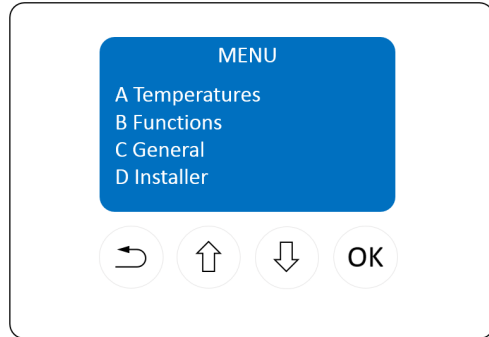 MENU
A Temperatures
B Functions
C General
D Installer
OK